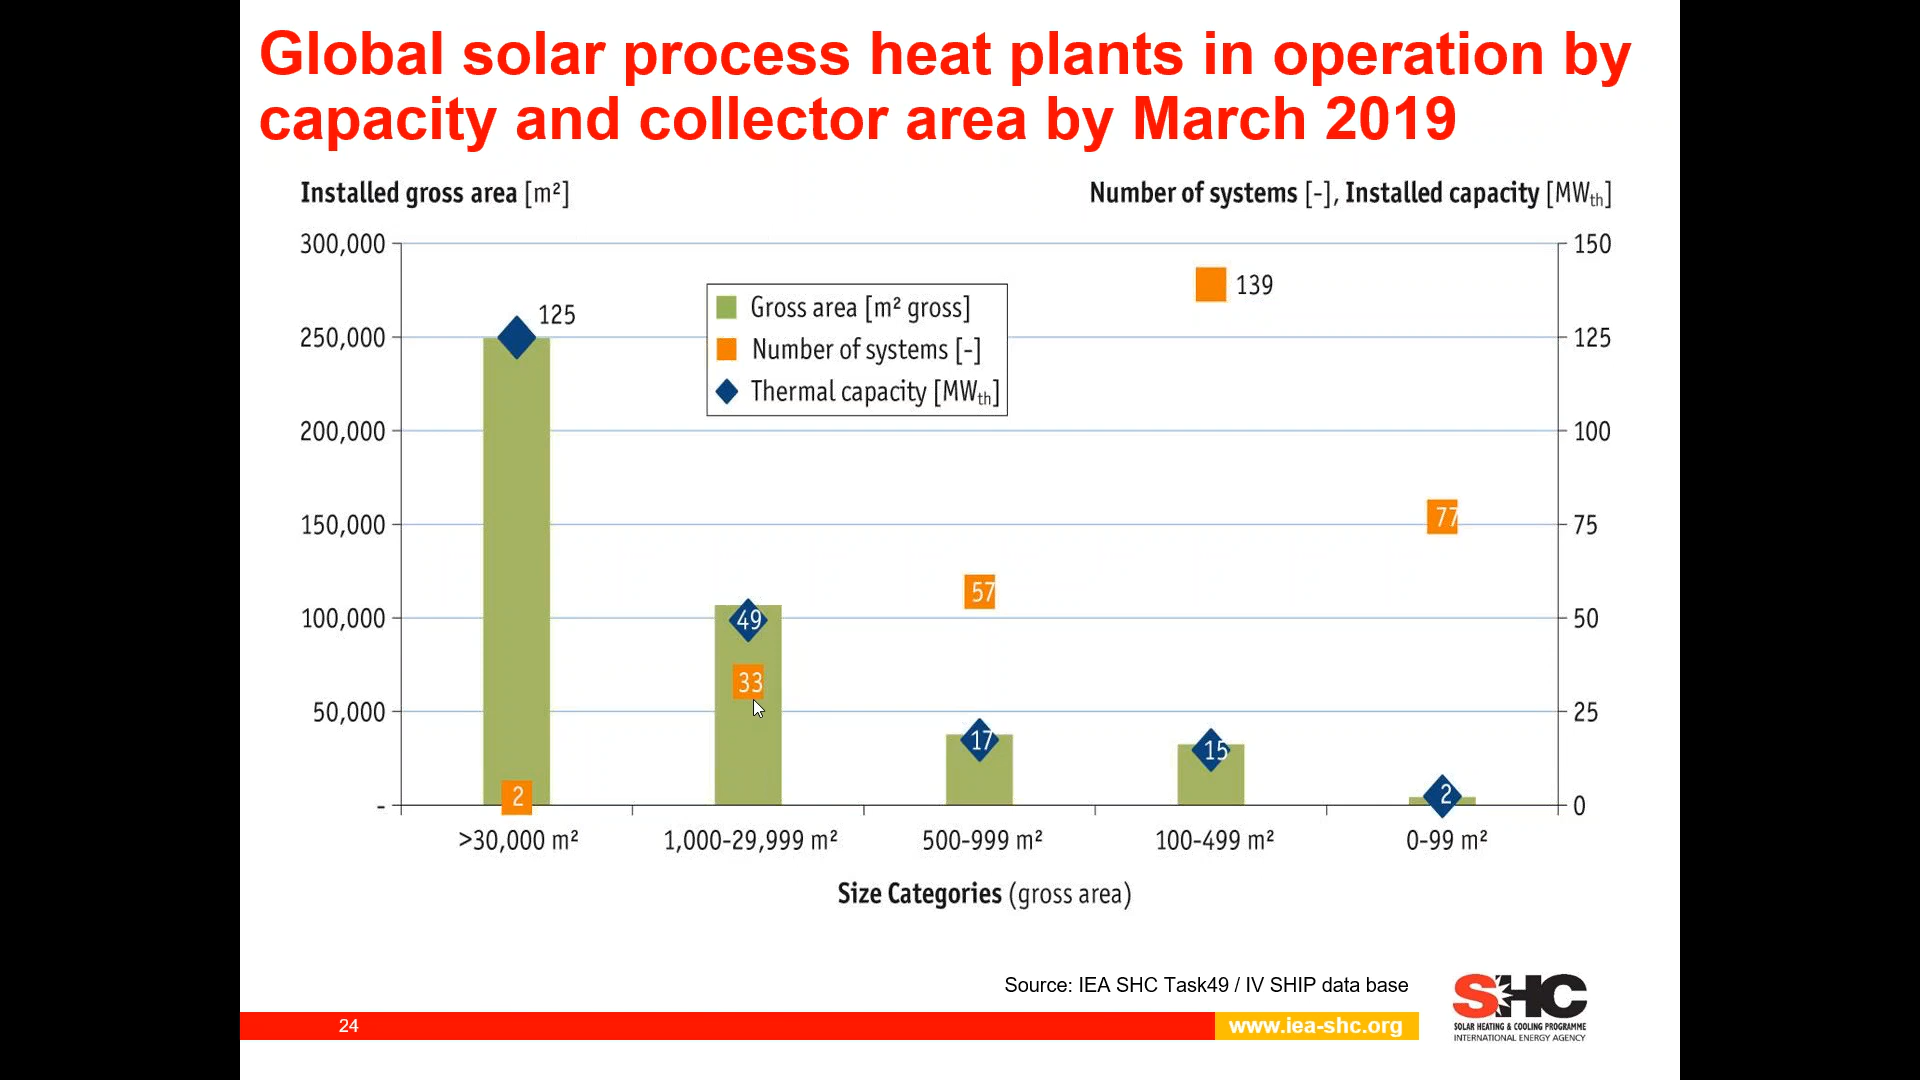 Global solar process heat plants in operation by
capacity and collector area by March 2019
Installed gross area [m²]
Number of systems [-], Installed capacity [MWth]
300,000
250,000
200,000
150,000
100,000
50,000
-
150
125
100
75
50
25
0
Gross area [m² gross]
Number of systems [-]
Thermal capacity [MWth]
125
2
49
33
57
17
139
15
77
2
>30,000 m²
1,000-29,999 m²
500-999 m²
100-499 m²
0-99 m²
Size Categories (gross area)
Source: IEA SHC Task49 / IV SHIP data base
24
www.iea-shc.org
SHC
SOLAR HEATING & COOLING PROGRAMME
INTERNATIONAL ENERGY AGENCY